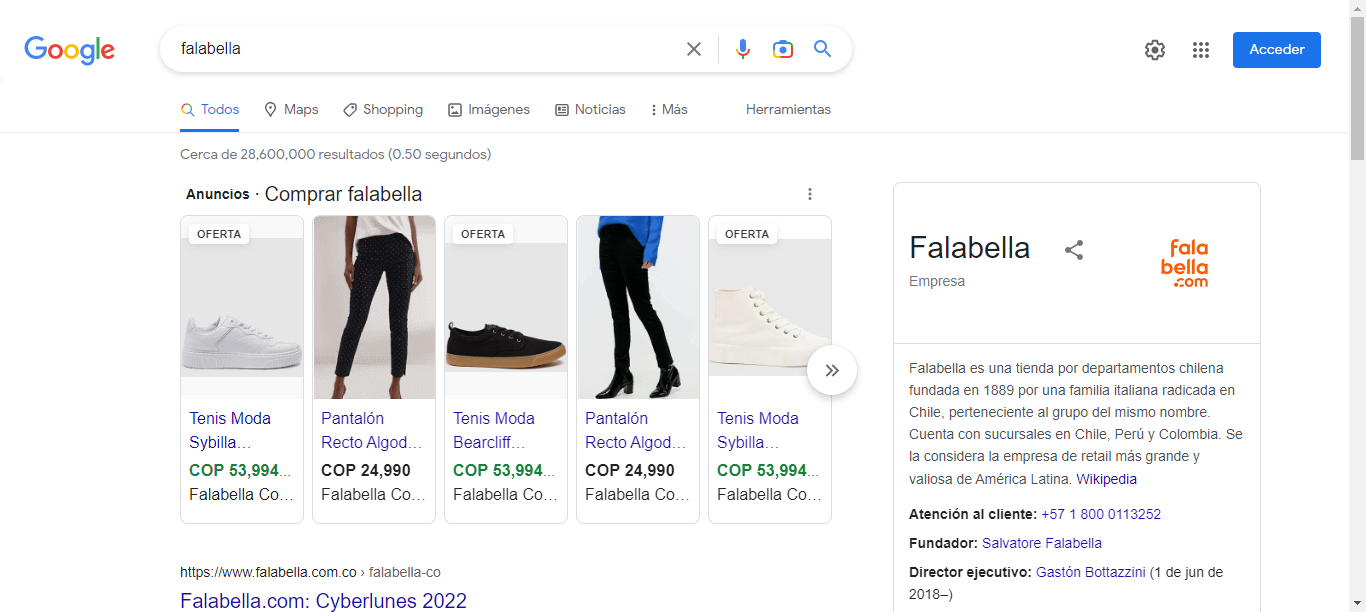 Google
falabella
Acceder
Todos
Maps
Shopping
Imágenes
Noticias
Más
Herramientas
Cerca de 28,600,000 resultados (0.50 segundos)
Anuncios · Comprar falabella
OFERTA
Tenis Moda
Sybilla...
COP 53,994...
Falabella Co...
Pantalón
Recto Algod...
COP 24,990
Falabella Co...
OFERTA
Tenis Moda
Bearcliff...
COP 53,994...
Falabella Co...
Pantalón
Recto Algod...
COP 24,990
Falabella Co...
OFERTA
Tenis Moda
Sybilla...
COP 53,994...
Falabella Co...
https://www.falabella.com.co › falabella-co
Falabella.com: Cyberlunes 2022
Falabella
Empresa
fala
bella
.com
Falabella es una tienda por departamentos chilena
fundada en 1889 por una familia italiana radicada en
Chile, perteneciente al grupo del mismo nombre.
Cuenta con sucursales en Chile, Perú y Colombia. Se
la considera la empresa de retail más grande y
valiosa de América Latina. Wikipedia
Atención al cliente: +57 1 800 0113252
Fundador: Salvatore Falabella
Director ejecutivo: Gastón Bottazzini (1 de jun de
2018–)